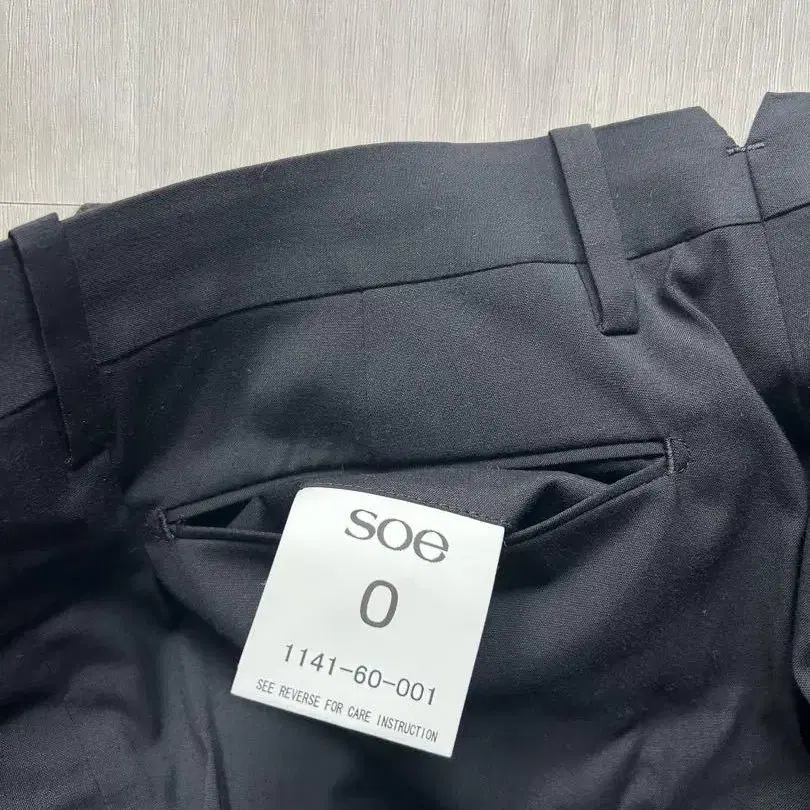 soe
0
1141-60-001
SEE REVERSE FOR CARE INSTRUCTION